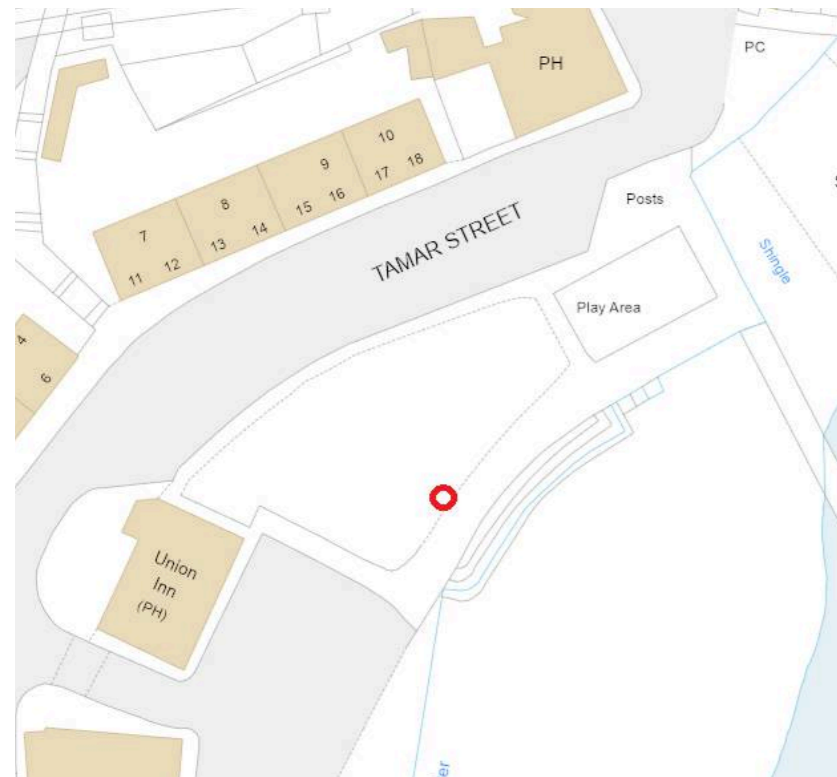 PC
PH
10
9
17 18
8
15 16
7
13 14
11 12
TAMAR STREET
Posts
Shingle
Play Area
4
6
Union
Inn
(PH)
er